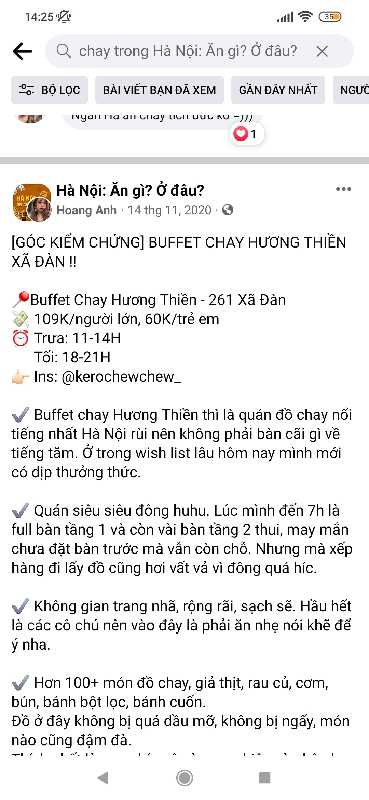 14:25
35
chay trong Hà Nội: Ăn gì? Ở đâu?
BỘ LỌC
BÀI VIẾT BẠN ĐÃ XEM
GẦN ĐÂY NHẤT
NGƯỜ
Ngân Hà ăn chay tích đức ko =)))
1
Hà Nội: Ăn gì? Ở đâu?
Hoang Anh · 14 thg 11, 2020 ·
[GÓC KIỂM CHỨNG] BUFFET CHAY HƯƠNG THIỀN
XÃ ĐÀN !!
📍Buffet Chay Hương Thiền - 261 Xã Đàn
💸 109K/người lớn, 60K/trẻ em
⏰ Trưa: 11-14H
Tối: 18-21H
👉🏻 Ins: @kerochewchew_
✔️ Buffet chay Hương Thiền thì là quán đồ chay nổi
tiếng nhất Hà Nội rùi nên không phải bàn cãi gì về
tiếng tăm. Ở trong wish list lâu hôm nay mình mới
có dịp thưởng thức.
✔️ Quán siêu siêu đông huhu. Lúc mình đến 7h là
full bàn tầng 1 và còn vài bàn tầng 2 thui, may mắn
chưa đặt bàn trước mà vẫn còn chỗ. Nhưng mà xếp
hàng đi lấy đồ cũng hơi vất vả vì đông quá híc.
✔️ Không gian trang nhã, rộng rãi, sạch sẽ. Hầu hết
là các cô chú nên vào đây là phải ăn nhẹ nói khẽ để
ý nha.
✔️ Hơn 100+ món đồ chay, giả thịt, rau củ, cơm,
bún, bánh bột lọc, bánh cuốn.
Đồ ở đây không bị quá dầu mỡ, không bị ngấy, món
nào cũng đậm đà.